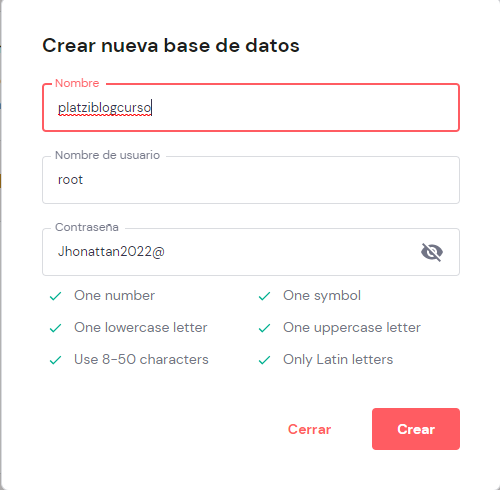 Crear nueva base de datos
Nombre
platziblogcurso
Nombre de usuario
root
Contraseña
Jhonattan2022@
One number
One symbol
One lowercase letter
One uppercase letter
Use 8-50 characters
Only Latin letters
Cerrar
Crear